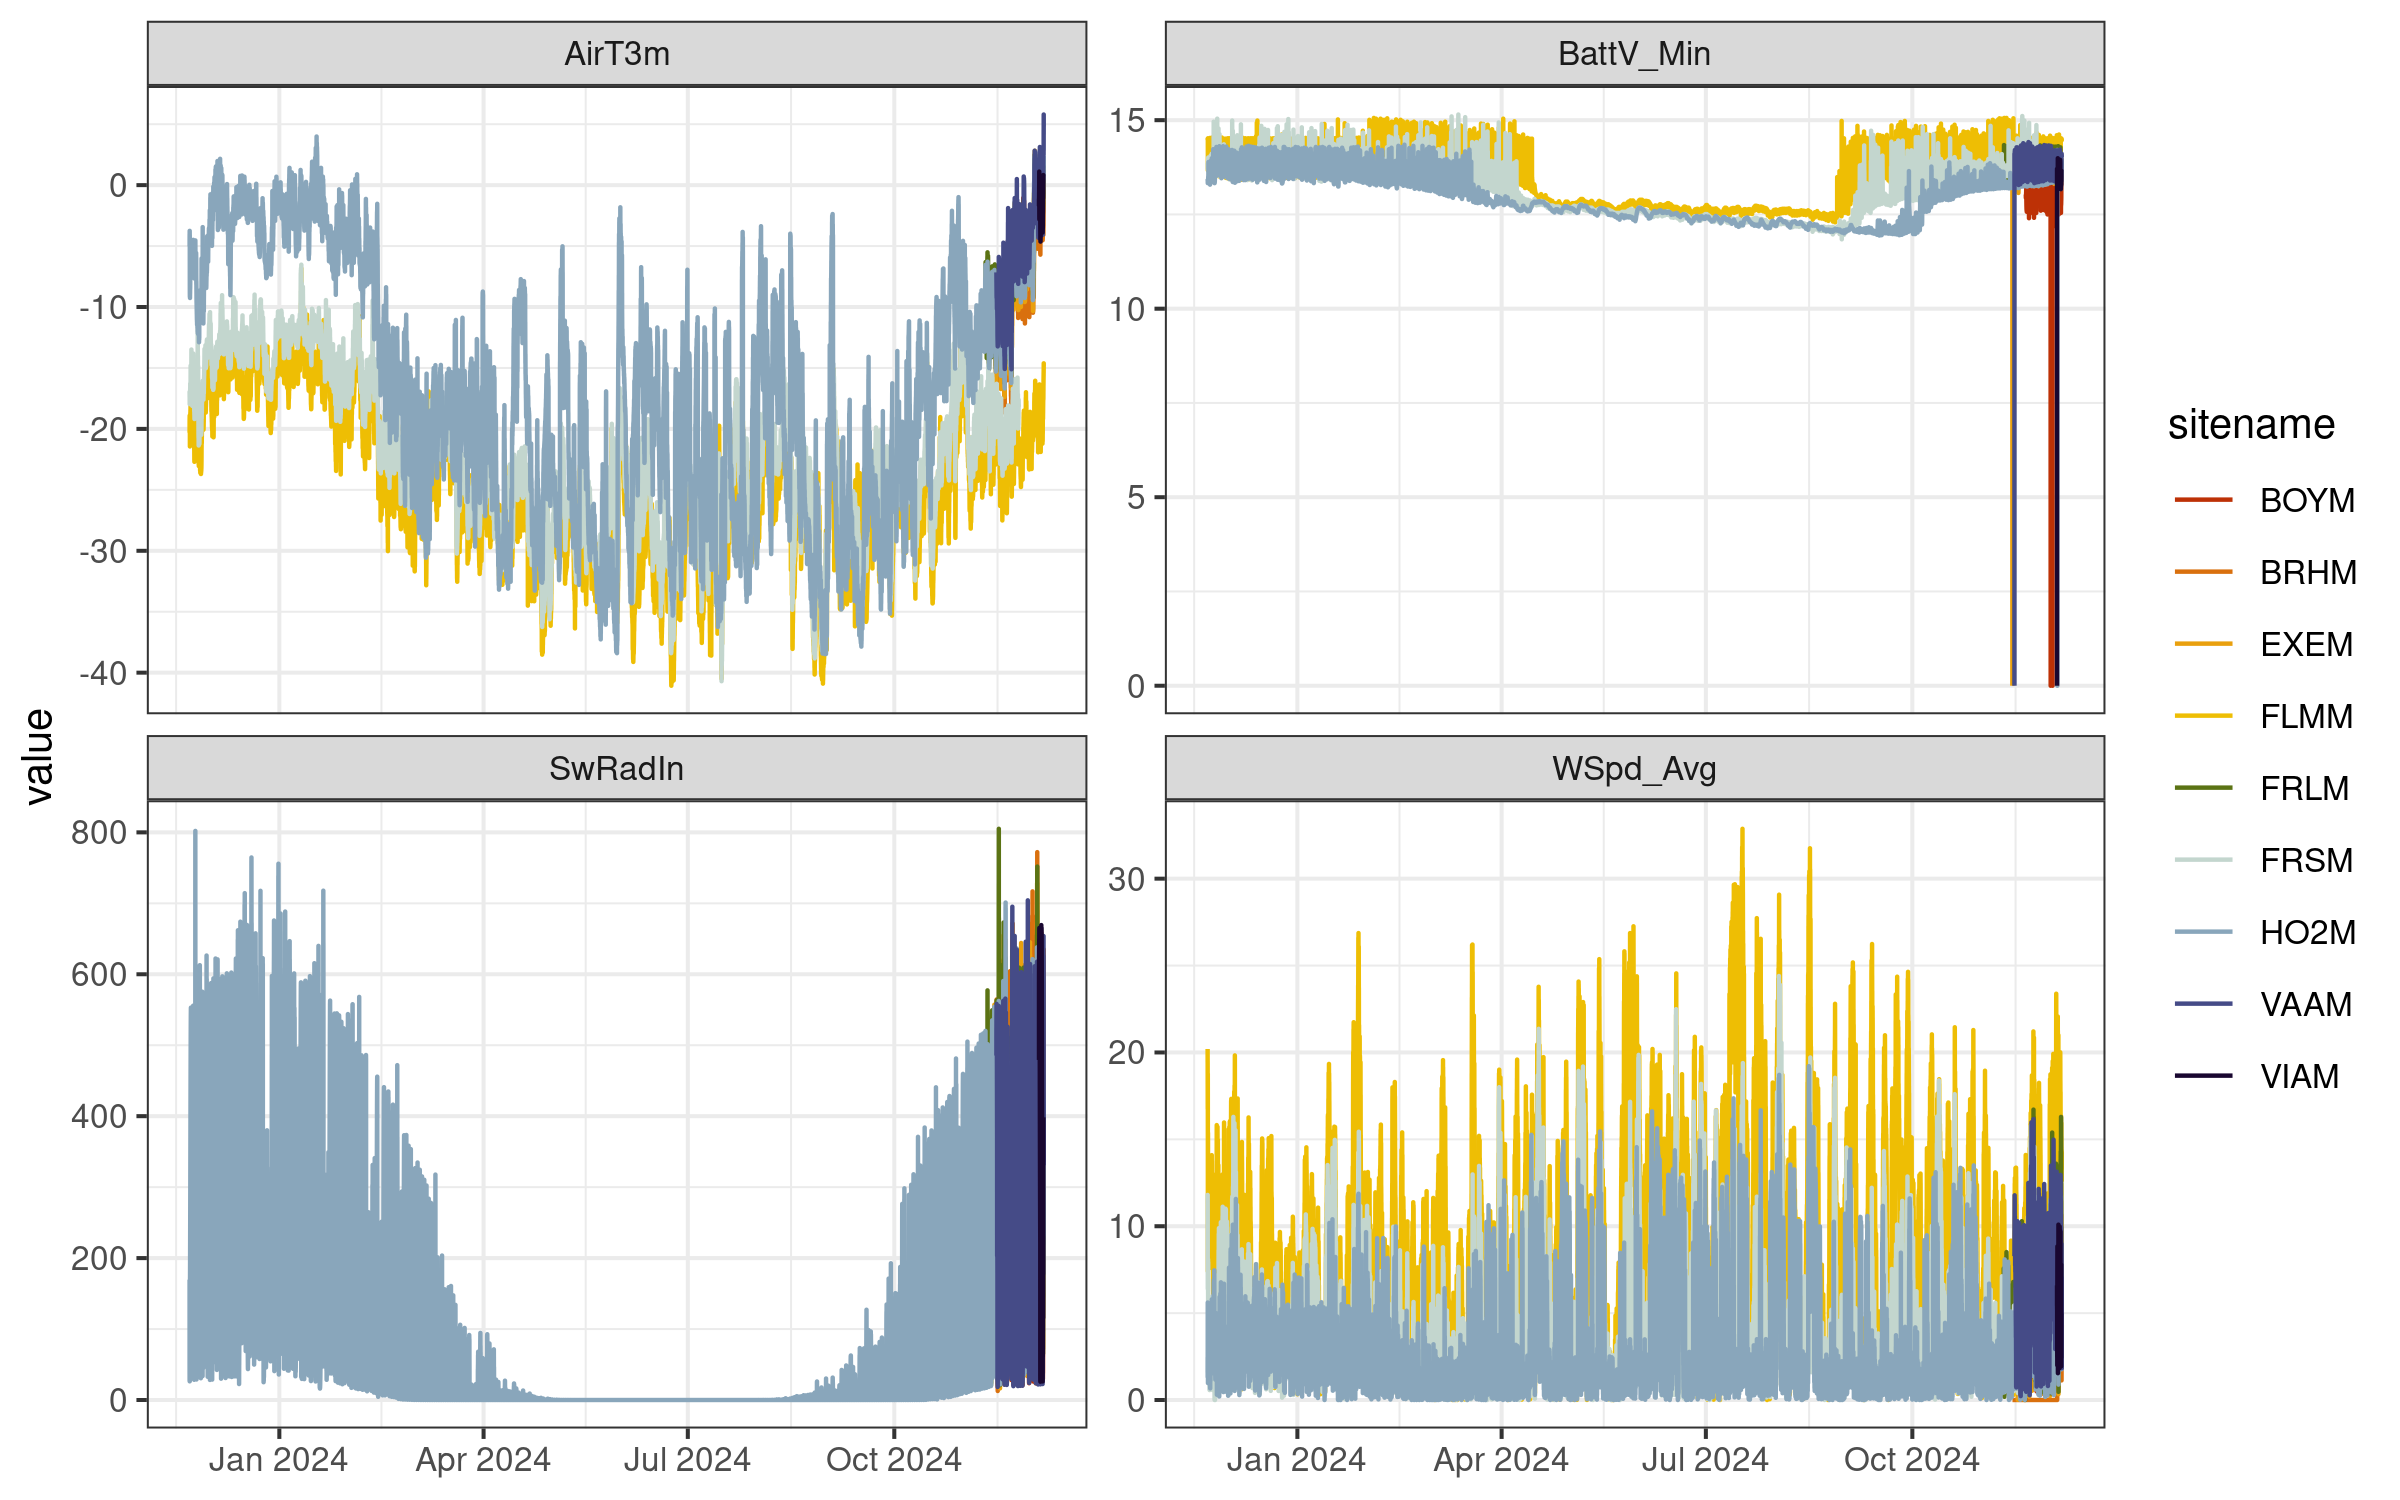 AirT3m
BattV_Min
0
-10
-20
-30
-40
15
10
5
0
value
SwRadIn
WSpd_Avg
800
600
400
200
0
30
20
10
0
Jan 2024
Apr 2024
Jul 2024
Oct 2024
Jan 2024
Apr 2024
Jul 2024
Oct 2024
sitename
BOYM
BRHM
EXEM
FLMM
FRLM
FRSM
HO2M
VAAM
VIAM